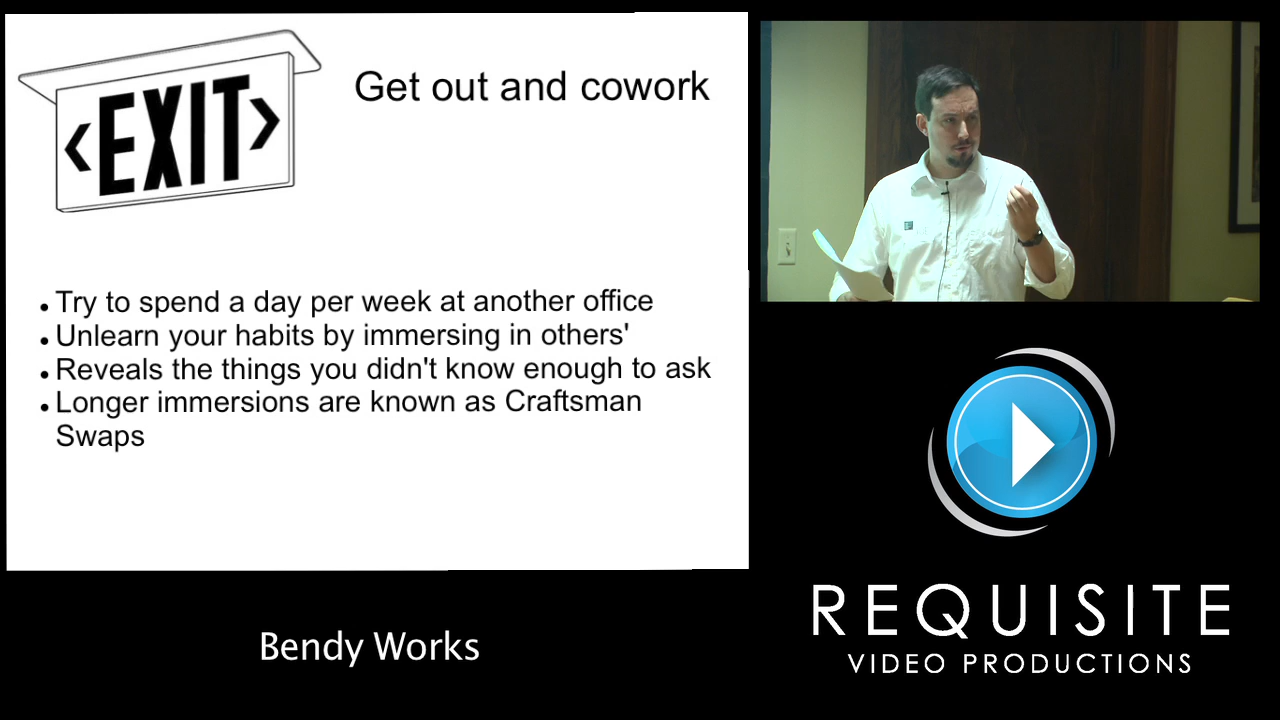 <EXIT>
Get out and cowork
• Try to spend a day per week at another office
• Unlearn your habits by immersing in others'
• Reveals the things you didn't know enough to ask
• Longer immersions are known as Craftsman
Swaps
Bendy Works
REQUISITE
VIDEO PRODUCTIONS